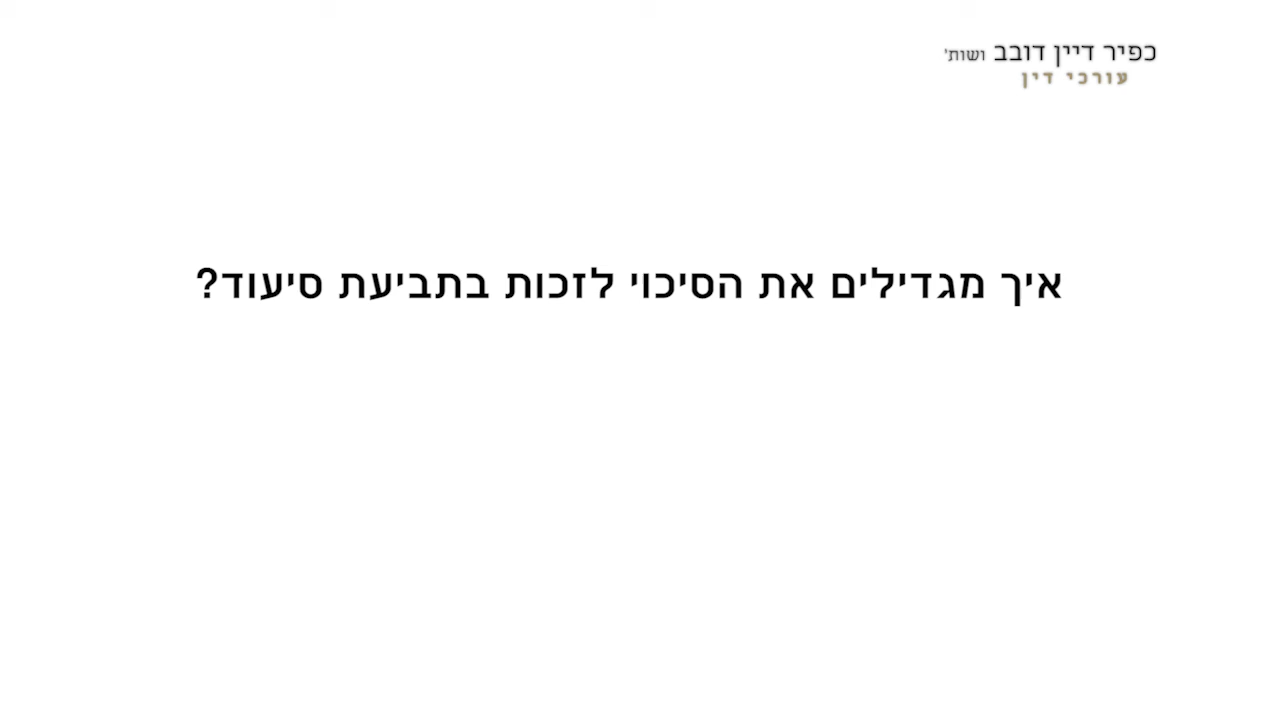 כפיר דיין דובב ושות'
עורכי דין
איך מגדילים את הסיכוי לזכות בתביעת סיעוד?